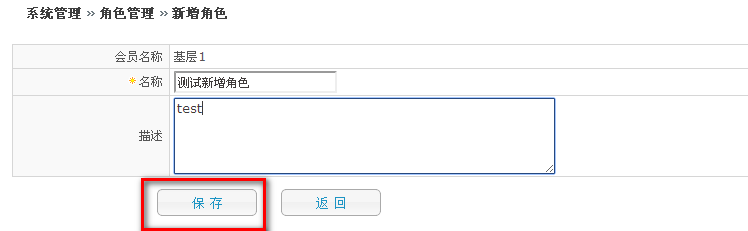 系统管理 » 角色管理 » 新增角色
会员名称 基层1
*名称 测试新增角色
描述 test
保 存 返 回